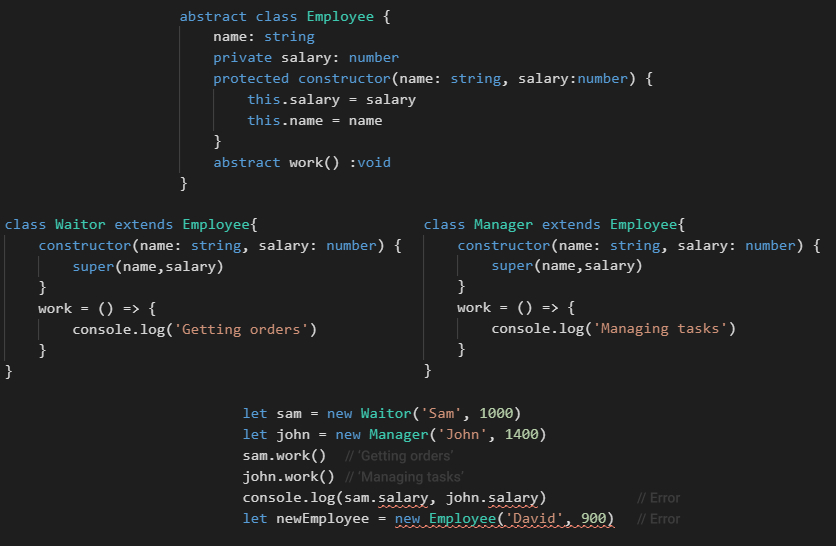 abstract class Employee {
name: string
private salary: number
protected constructor(name: string, salary:number) {
this.salary = salary
this.name = name
}
abstract work() :void
}
class Waitor extends Employee{
constructor(name: string, salary: number) {
super(name,salary)
}
work = () => {
console.log('Getting orders')
}
}
class Manager extends Employee{
constructor(name: string, salary: number) {
super(name,salary)
}
work = () => {
console.log('Managing tasks')
}
}
let sam = new Waitor('Sam', 1000)
let john = new Manager('John', 1400)
sam.work() // 'Getting orders'
john.work() // 'Managing tasks'
console.log(sam.salary, john.salary) // Error
let newEmployee = new Employee('David', 900) // Error